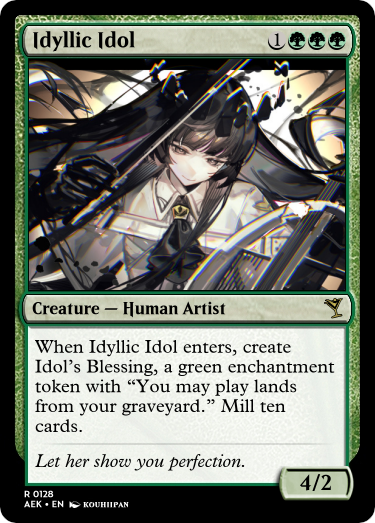 Idyllic Idol 1
Creature — Human Artist
When Idyllic Idol enters, create
Idol's Blessing, a green enchantment
token with “You may play lands
from your graveyard.” Mill ten
cards.
Let her show you perfection.
4/2
R 0128
AEK • EN KOUHIIPAN